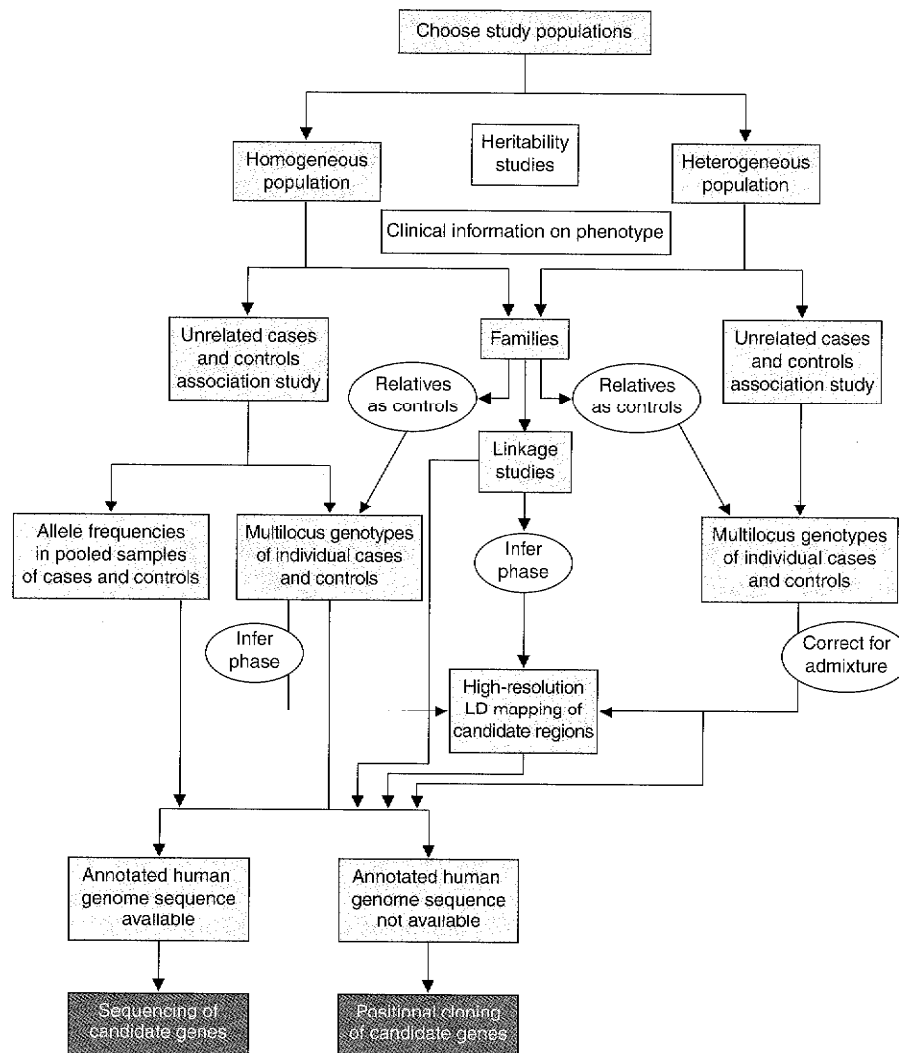 Choose study populations
Homogeneous
population
Heritability
studies
Heterogeneous
population
Clinical information on phenotype
Unrelated cases
and controls
association study
Families
Unrelated cases
and controls
association study
Relatives
as controls
Relatives
as controls
Linkage
studies
Allele frequencies
in pooled samples
of cases and controls
Multilocus genotypes
of individual cases
and controls
Infer
phase
Multilocus genotypes
of individual cases
and controls
Infer
phase
Correct for
admixture
High-resolution
LD mapping of
candidate regions
Annotated human
genome sequence
available
Annotated human
genome sequence
not available
Sequencing of
candidate genes
Positional cloning
of candidate genes